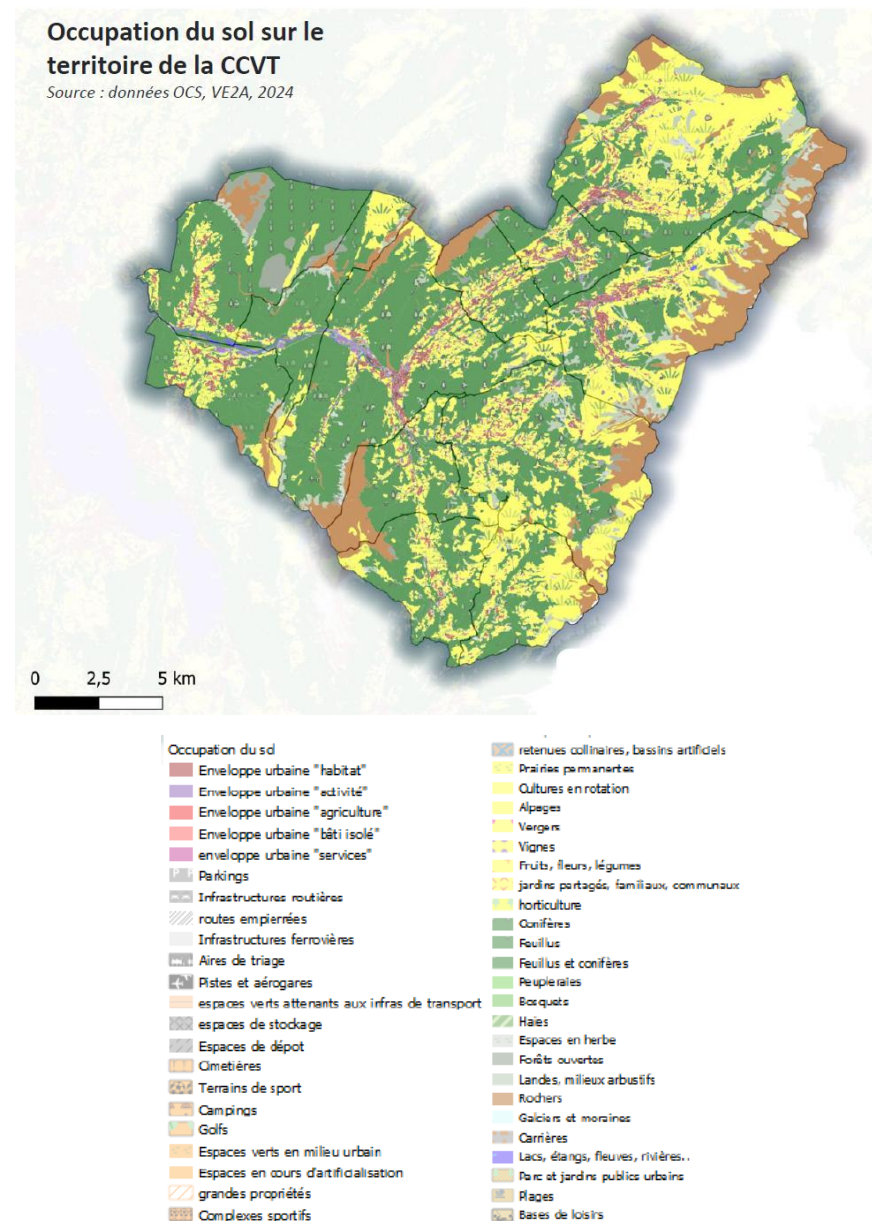 Occupation du sol sur le
territoire de la CCVT
Source : données OCS, VE2A, 2024
0 2,5 5 km
Occupation du sol
Enveloppe urbaine "habitat"
Enveloppe urbaine "activité"
Enveloppe urbaine "agriculture"
Enveloppe urbaine "bâti isolé"
enveloppe urbaine "services"
Parkings
Infrastructures routières
routes empierrées
Infrastructures ferrovières
Aires de triage
Pistes et aérogares
espaces verts attenants aux infras de transport
espaces de stockage
Espaces de dépot
Cimetières
Terrains de sport
Campings
Golfs
Espaces verts en milieu urbain
Espaces en cours d'artificialisation
grandes propriétés
Complexes sportifs
retenues collinaires, bassins artificiels
Prairies permanentes
Cultures en rotation
Alpages
Vergers
Vignes
Fruits, fleurs, légumes
jardins partagés, familiaux, communaux
horticulture
Conifères
Feuillus
Feuillus et conifères
Peupleraies
Bosquets
Haies
Espaces en herbe
Forêts ouvertes
Landes, milieux arbustifs
Rochers
Galciers et moraines
Carrières
Lacs, étangs, fleuves, rivières..
Parc et jardins publics urbains
Plages
Bases de loisirs